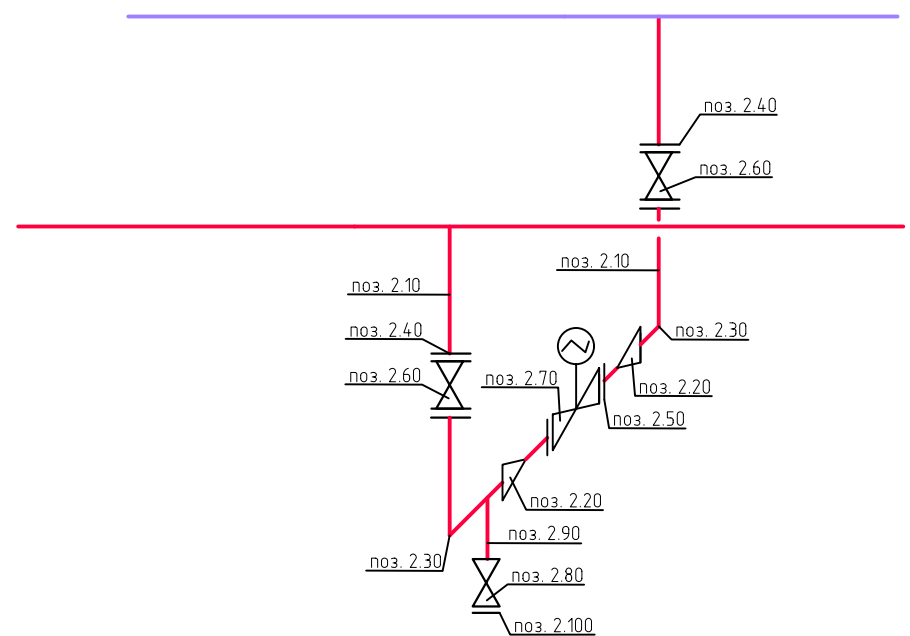 поз. 2.40
поз. 2.60
поз. 2.10
поз. 2.10
поз. 2.40
поз. 2.30
поз. 2.60
поз. 2.70
поз. 2.20
поз. 2.50
поз. 2.20
поз. 2.90
поз. 2.30
поз. 2.80
поз. 2.100